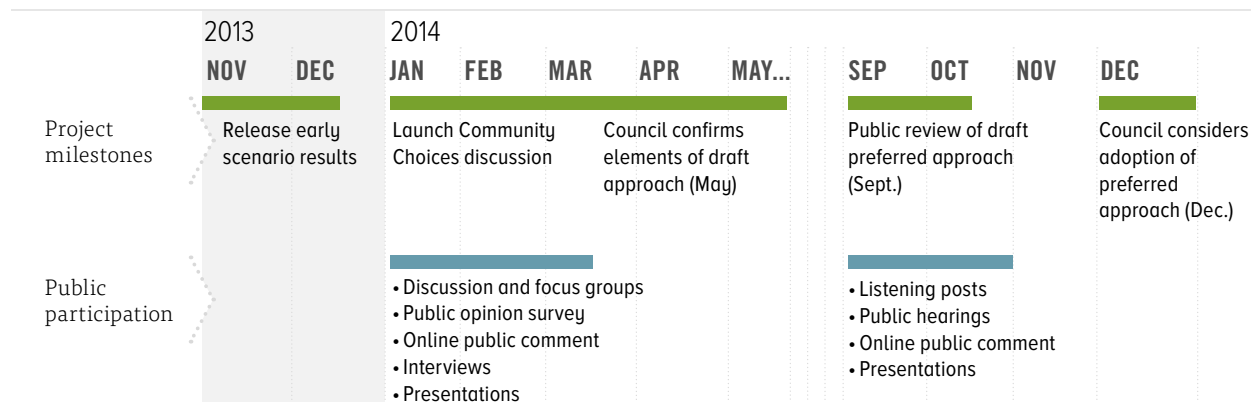 2013
2014
NOV DEC JAN FEB MAR APR MAY... SEP OCT NOV DEC
Project
milestones
Release early
scenario results
Launch Community
Choices discussion
Council confirms
elements of draft
approach (May)
Public review of draft
preferred approach
(Sept.)
Council considers
adoption of
preferred
approach (Dec.)
Public
participation
• Discussion and focus groups
• Public opinion survey
• Online public comment
• Interviews
• Presentations
• Listening posts
• Public hearings
• Online public comment
• Presentations